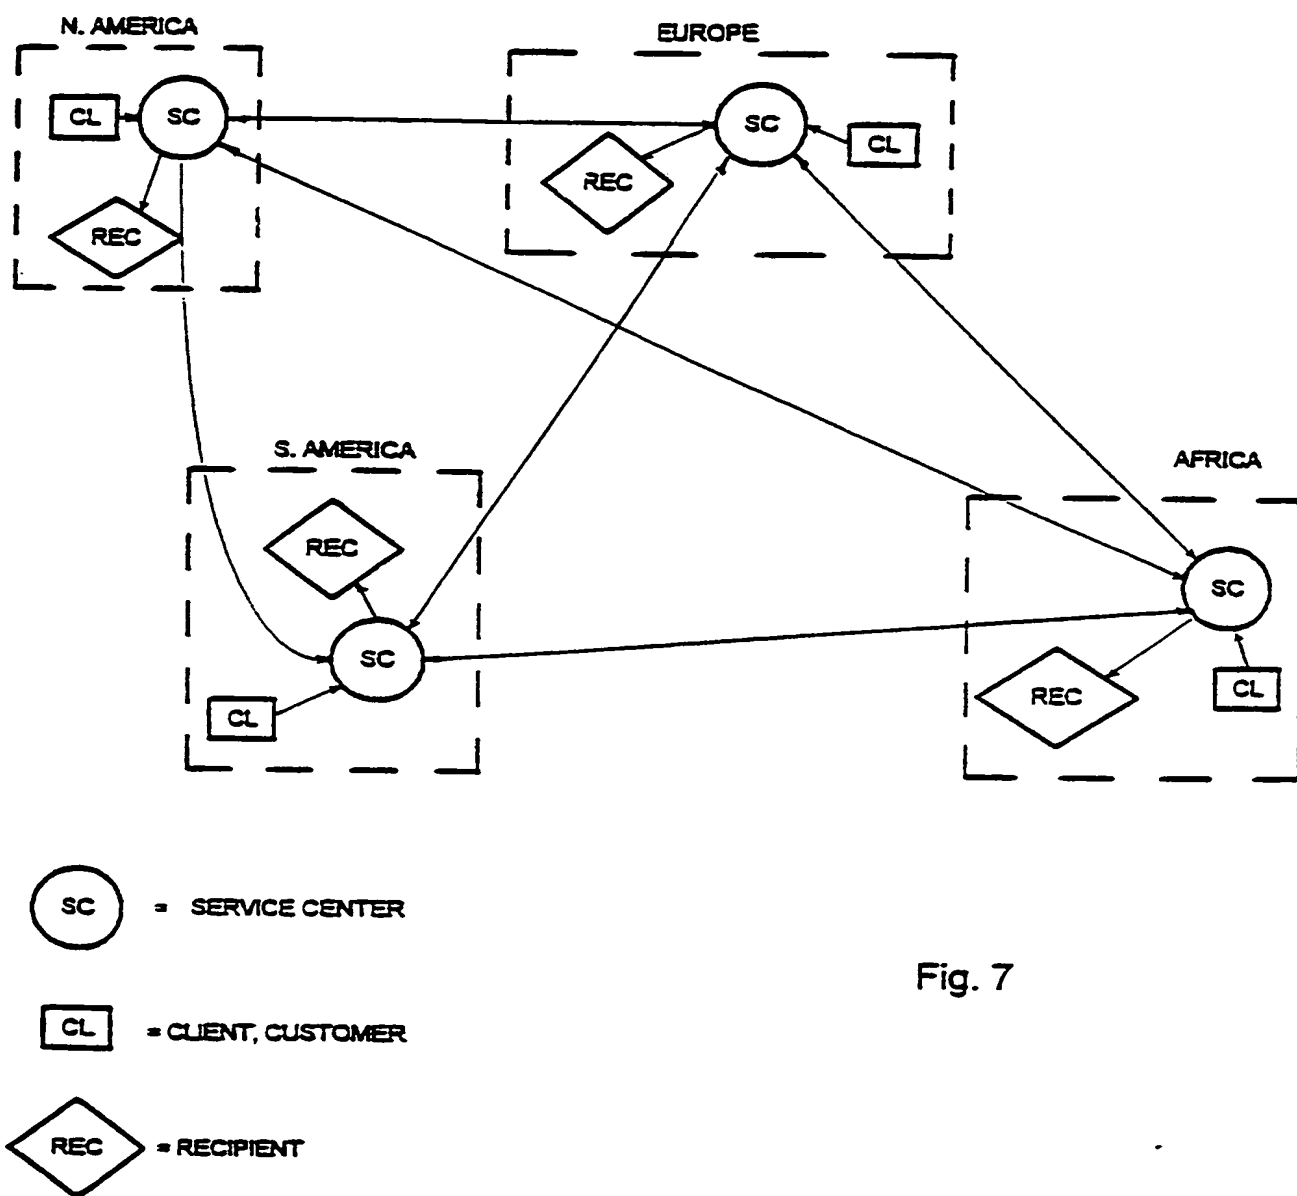 N. AMERICA
EUROPE
CL
SC
SC
CL
REC
REC
S. AMERICA
AFRICA
REC
SC
SC
CL
REC
CL
SC = SERVICE CENTER
Fig. 7
CL = CLIENT, CUSTOMER
REC = RECIPIENT